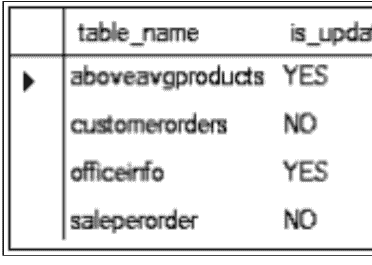 table_name is_updat
aboveavgproducts YES
customerorders NO
officeinfo YES
saleperorder NO